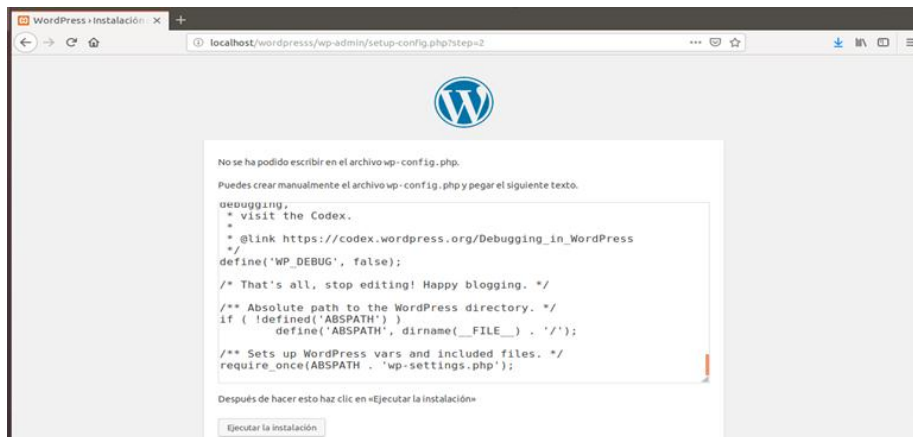 WordPress › Instalación
localhost/wordpresss/wp-admin/setup-config.php?step=2
No se ha podido escribir en el archivo wp-config.php.
Puedes crear manualmente el archivo wp-config.php y pegar el siguiente texto.
debugging,
* visit the Codex.
*
* @link https://codex.wordpress.org/Debugging_in_WordPress
*/
define('WP_DEBUG', false);
/* That's all, stop editing! Happy blogging. */
/** Absolute path to the WordPress directory. */
if ( !defined('ABSPATH') )
define('ABSPATH', dirname(__FILE__) . '/');
/** Sets up WordPress vars and included files. */
require_once(ABSPATH . 'wp-settings.php');
Después de hacer esto haz clic en «Ejecutar la instalación»
Ejecutar la instalación